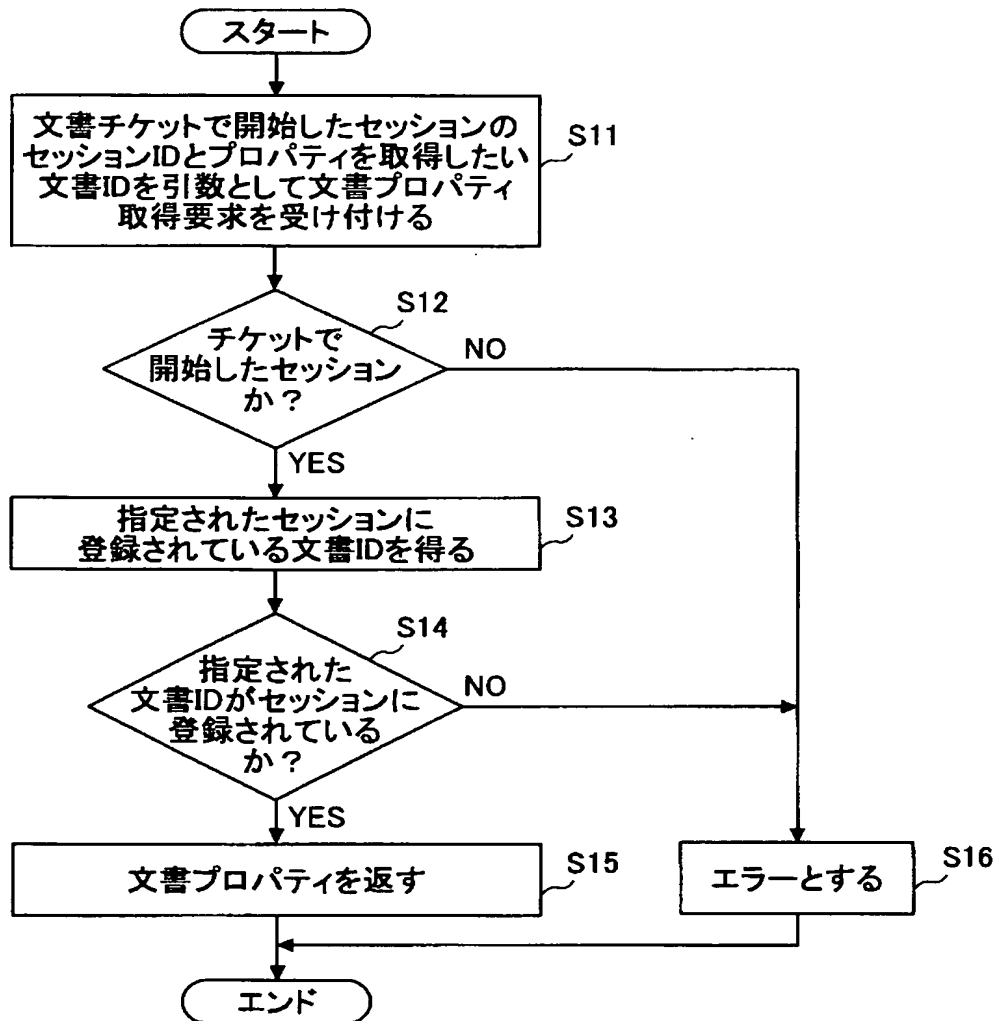 スタート
文書チケットで開始したセッションの
セッションIDとプロパティを取得したい
文書IDを引数として文書プロパティ
取得要求を受け付ける
S11
S12
チケットで
開始したセッション
か？
NO
YES
指定されたセッションに
登録されている文書IDを得る
S13
S14
指定された
文書IDがセッションに
登録されている
か？
NO
YES
文書プロパティを返す
S15
エラーとする
S16
エンド